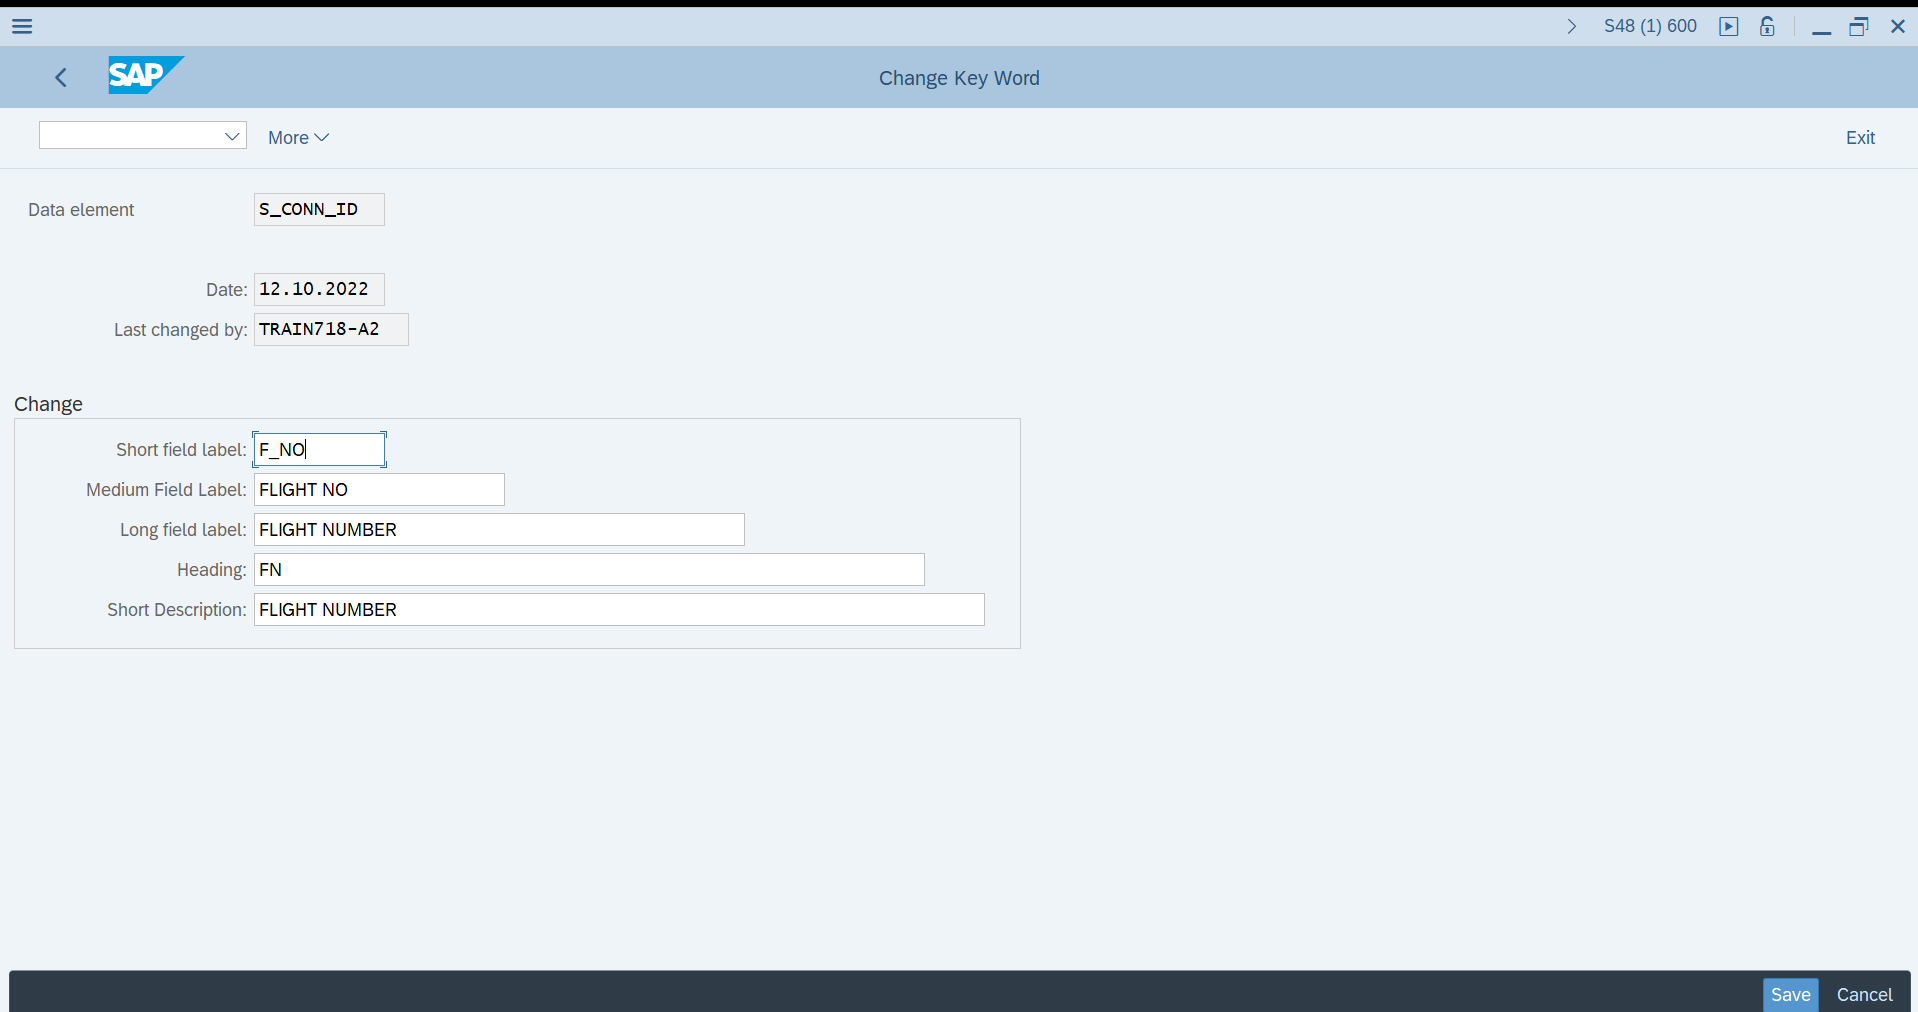 S48 (1) 600
SAP
Change Key Word
More
Exit
Data element S_CONN_ID
Date: 12.10.2022
Last changed by: TRAIN718-A2
Change
Short field label: F_NO
Medium Field Label: FLIGHT NO
Long field label: FLIGHT NUMBER
Heading: FN
Short Description: FLIGHT NUMBER
Save Cancel